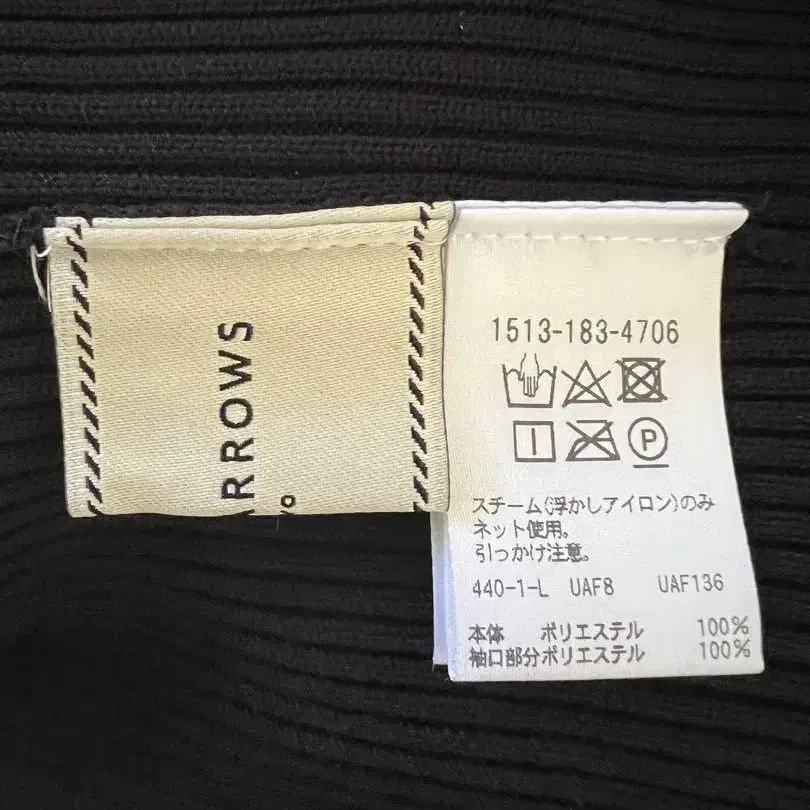 ARROWS
1513-183-4706
P
スチーム(浮かしアイロン)のみ
ネット使用。
引っかけ注意。
440-1-L UAF8 UAF136
本体 ポリエステル 100%
袖口部分ポリエステル 100%